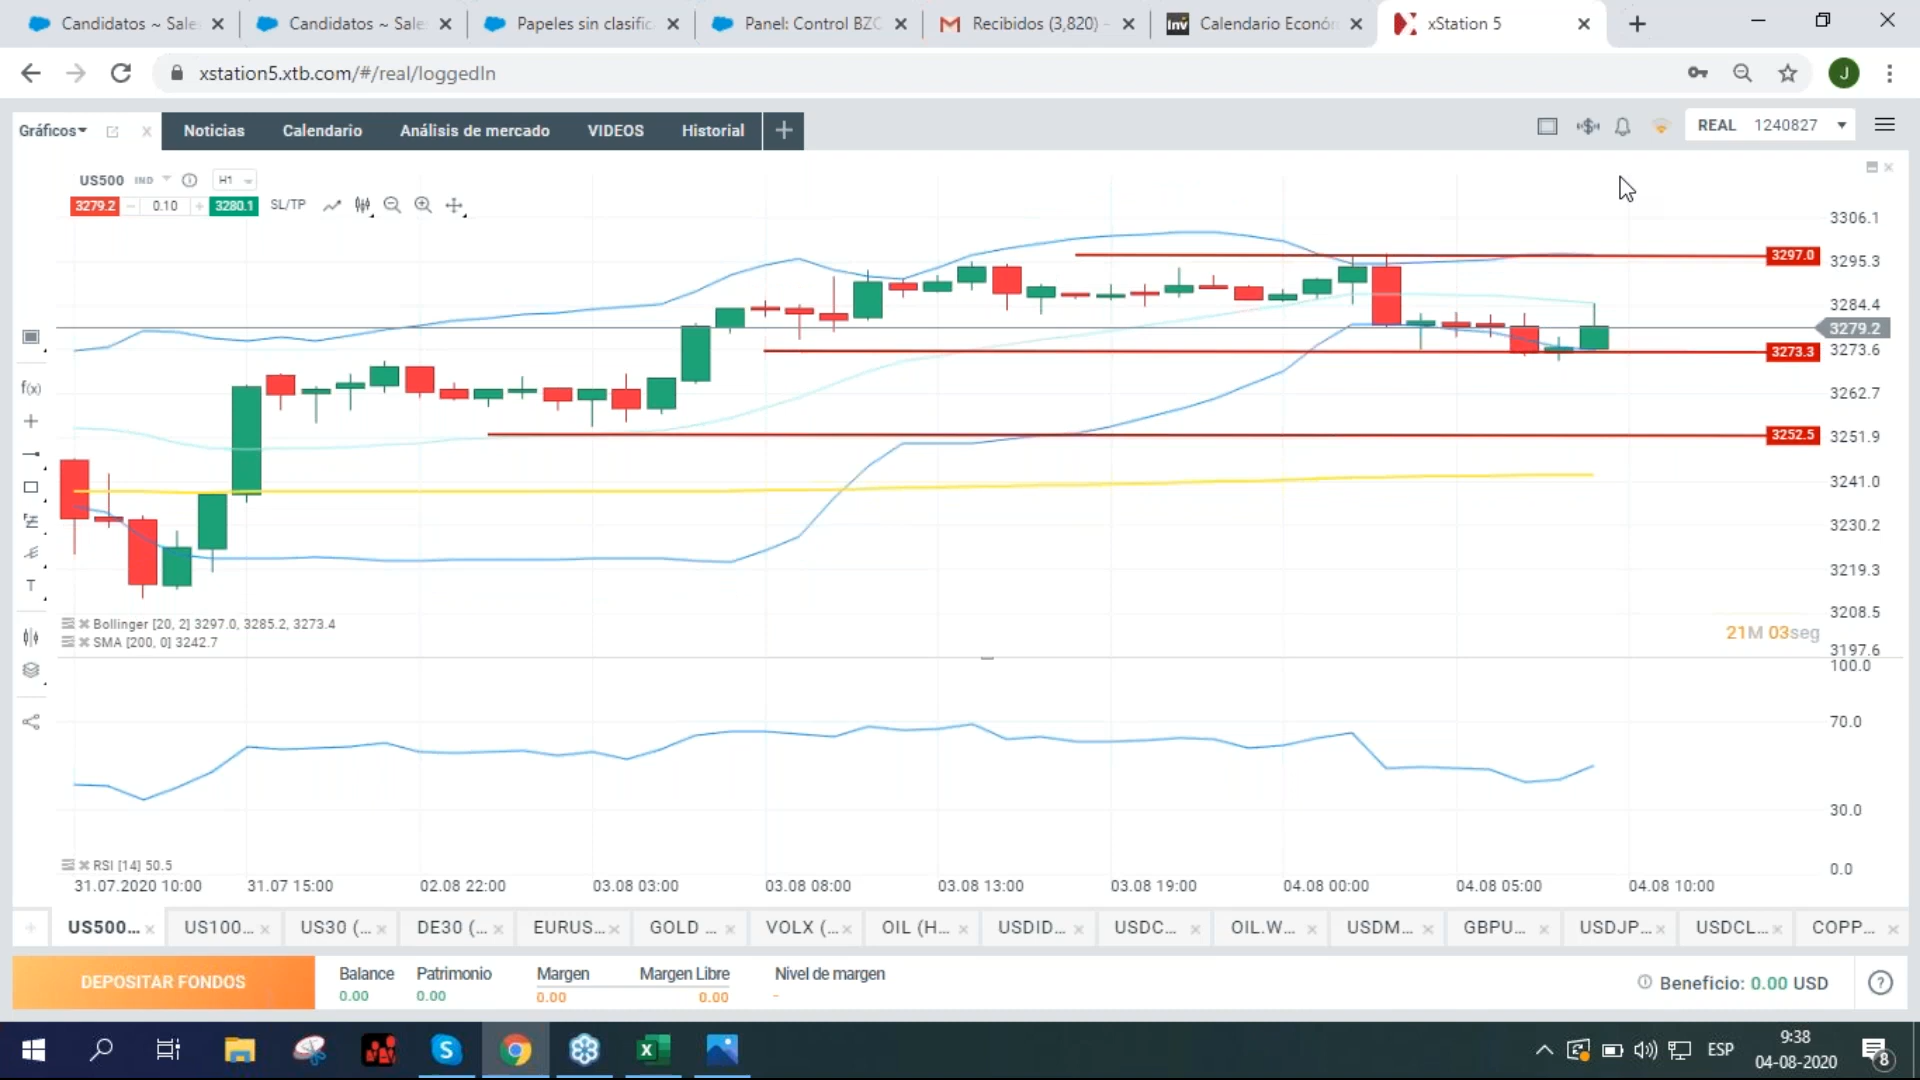 Candidatos ~ Sale
Candidatos ~ Sale
Papeles sin clasific
Panel: Control BZC
Recibidos (3,820) –
Inv Calendario Econó
xStation 5
xstation5.xtb.com/#/real/loggedIn
J
Gráficos
Noticias
Calendario
Análisis de mercado
VIDEOS
Historial
REAL 1240827
US500 IND H1
3279.2 – 0.10 + 3280.1 SL/TP
3306.1
3297.0
3295.3
3284.4
3279.2
3273.6
3273.3
3262.7
3252.5
3251.9
3241.0
3230.2
3219.3
3208.5
3197.6
f(x)
T
Bollinger [20, 2] 3297.0, 3285.2, 3273.4
SMA [200, 0] 3242.7
21M 03seg
100.0
70.0
30.0
0.0
RSI [14] 50.5
31.07.2020 10:00
31.07 15:00
02.08 22:00
03.08 03:00
03.08 08:00
03.08 13:00
03.08 19:00
04.08 00:00
04.08 05:00
04.08 10:00
US500...
US100...
US30 (...
DE30 (...
EURUS...
GOLD ...
VOLX (...
OIL (H...
USDID...
USDC...
OIL.W...
USDM...
GBPU...
USDJP...
USDCL...
COPP...
DEPOSITAR FONDOS
Balance
0.00
Patrimonio
0.00
Margen
0.00
Margen Libre
0.00
Nivel de margen
-
Beneficio: 0.00 USD
?
ESP
9:38
04-08-2020
8